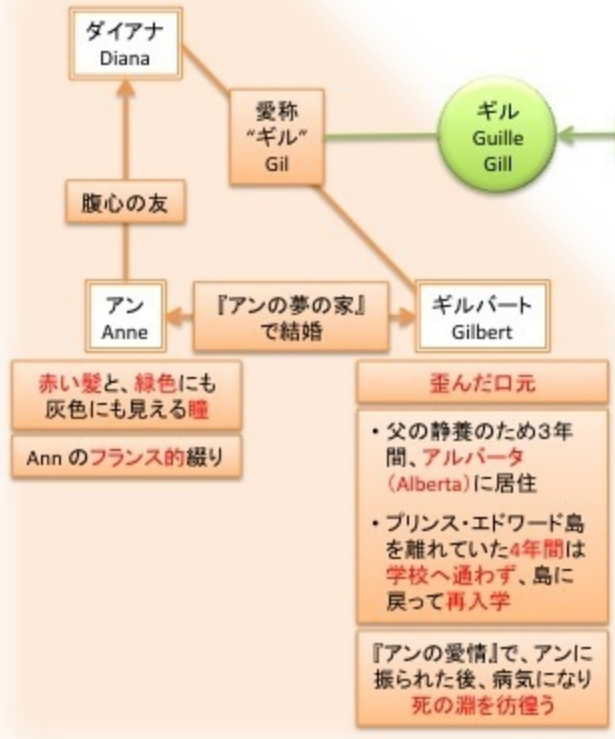 ダイアナ
Diana
愛称
“ギル”
Gil
ギル
Guille
Gill
腹心の友
アン
Anne
『アンの夢の家』
で結婚
ギルバート
Gilbert
赤い髪と、緑色にも
灰色にも見える瞳
Ann のフランス的綴り
歪んだ口元
・父の静養のため3年
間、アルバータ
（Alberta）に居住
・プリンス・エドワード島
を離れていた4年間は
学校へ通わず、島に
戻って再入学
『アンの愛情』で、アンに
振られた後、病気になり
死の淵を彷徨う